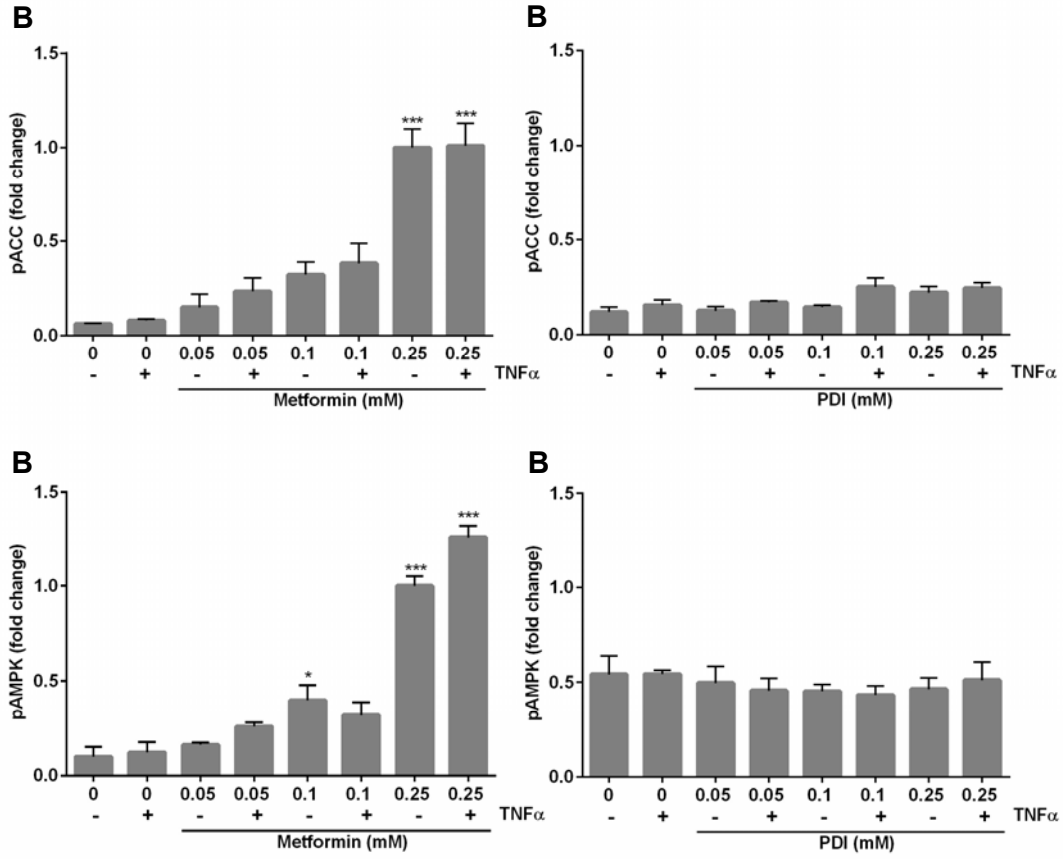 B
pACC (fold change)
1.5
1.0
0.5
0.0
*** ***
0 0 0.05 0.05 0.1 0.1 0.25 0.25
- + - + - + - + TNFα
Metformin (mM)
B
pACC (fold change)
1.5
1.0
0.5
0.0
0 0 0.05 0.05 0.1 0.1 0.25 0.25
- + - + - + - + TNFα
PDI (mM)
B
pAMPK (fold change)
1.5
1.0
0.5
0.0
* *** ***
0 0 0.05 0.05 0.1 0.1 0.25 0.25
- + - + - + - + TNFα
Metformin (mM)
B
pAMPK (fold change)
1.5
1.0
0.5
0.0
0 0 0.05 0.05 0.1 0.1 0.25 0.25
- + - + - + - + TNFα
PDI (mM)